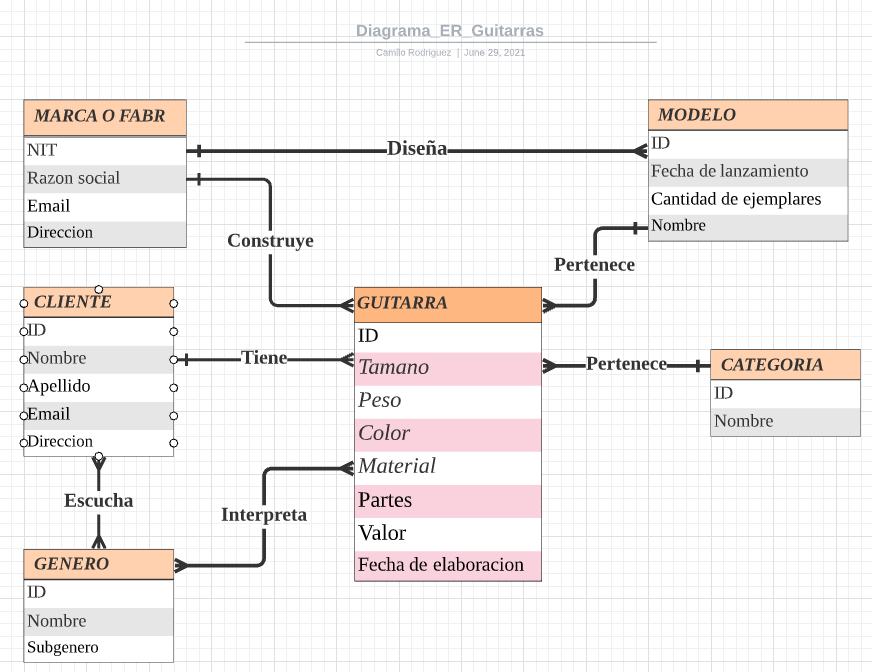 Diagrama_ER_Guitarras
Camilo Rodriguez | June 29, 2021
MARCA O FABR
NIT
Razon social
Email
Direccion
Diseña
MODELO
ID
Fecha de lanzamiento
Cantidad de ejemplares
Nombre
Construye
Pertenece
CLIENTE
ID
Nombre
Apellido
Email
Direccion
Tiene
GUITARRA
ID
Tamano
Peso
Color
Material
Partes
Valor
Fecha de elaboracion
Pertenece
CATEGORIA
ID
Nombre
Escucha
Interpreta
GENERO
ID
Nombre
Subgenero